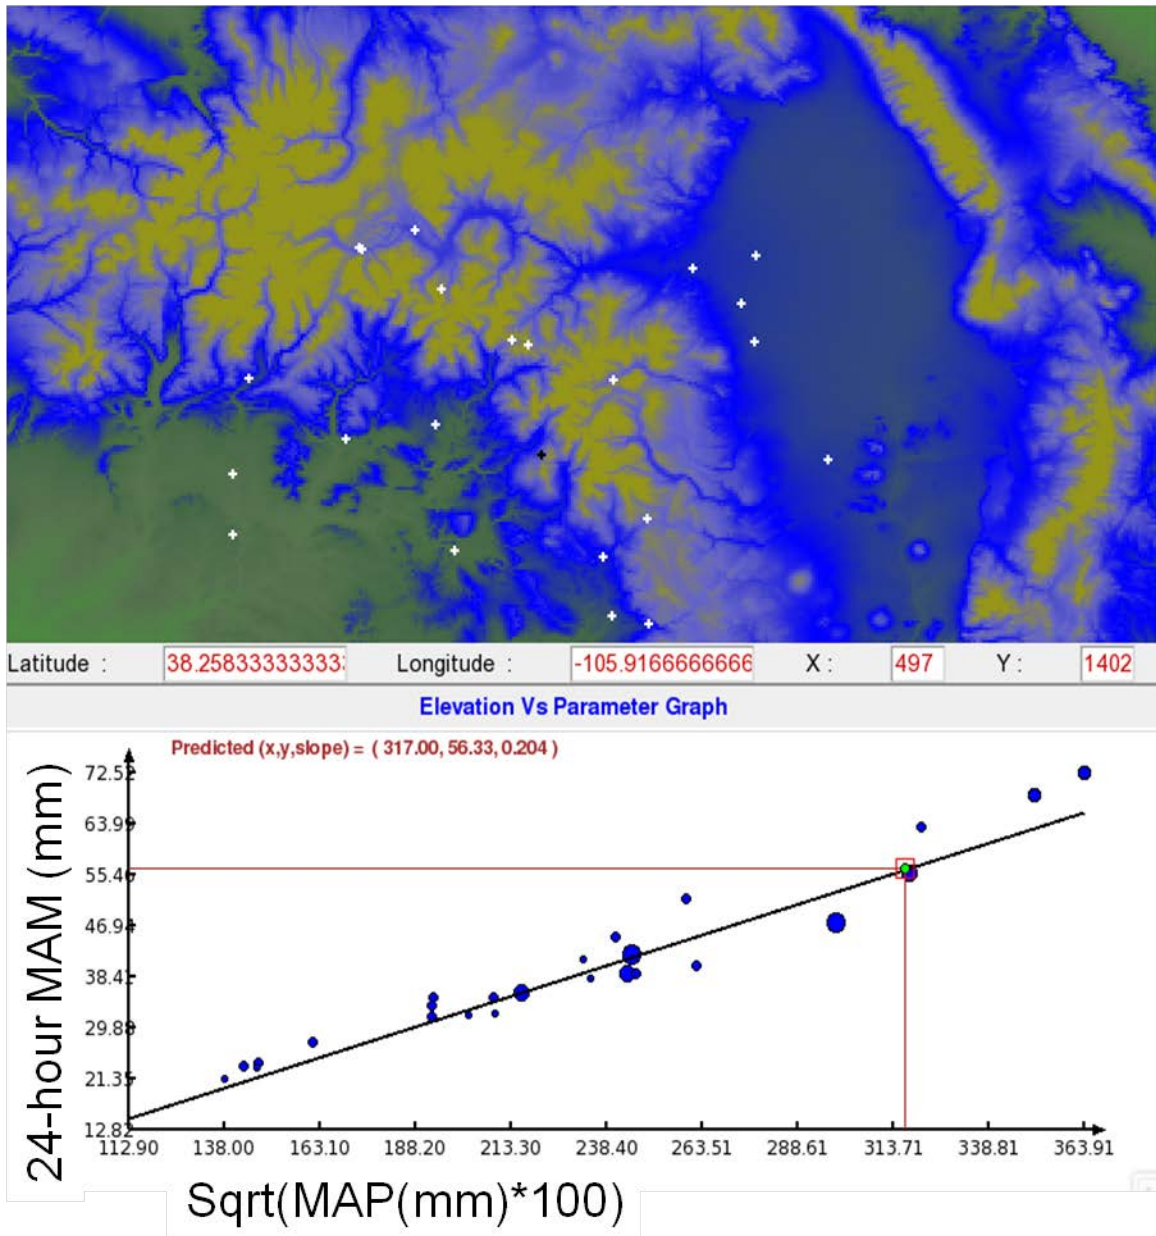 Latitude : 38.25833333333 Longitude : -105.9166666666 X : 497 Y : 1402
Elevation Vs Parameter Graph
Predicted (x,y,slope) = ( 317.00, 56.33, 0.204 )
24-hour MAM (mm)
72.52
63.99
55.46
46.94
38.41
29.88
21.35
12.82
112.90 138.00 163.10 188.20 213.30 238.40 263.51 288.61 313.71 338.81 363.91
Sqrt(MAP(mm)*100)